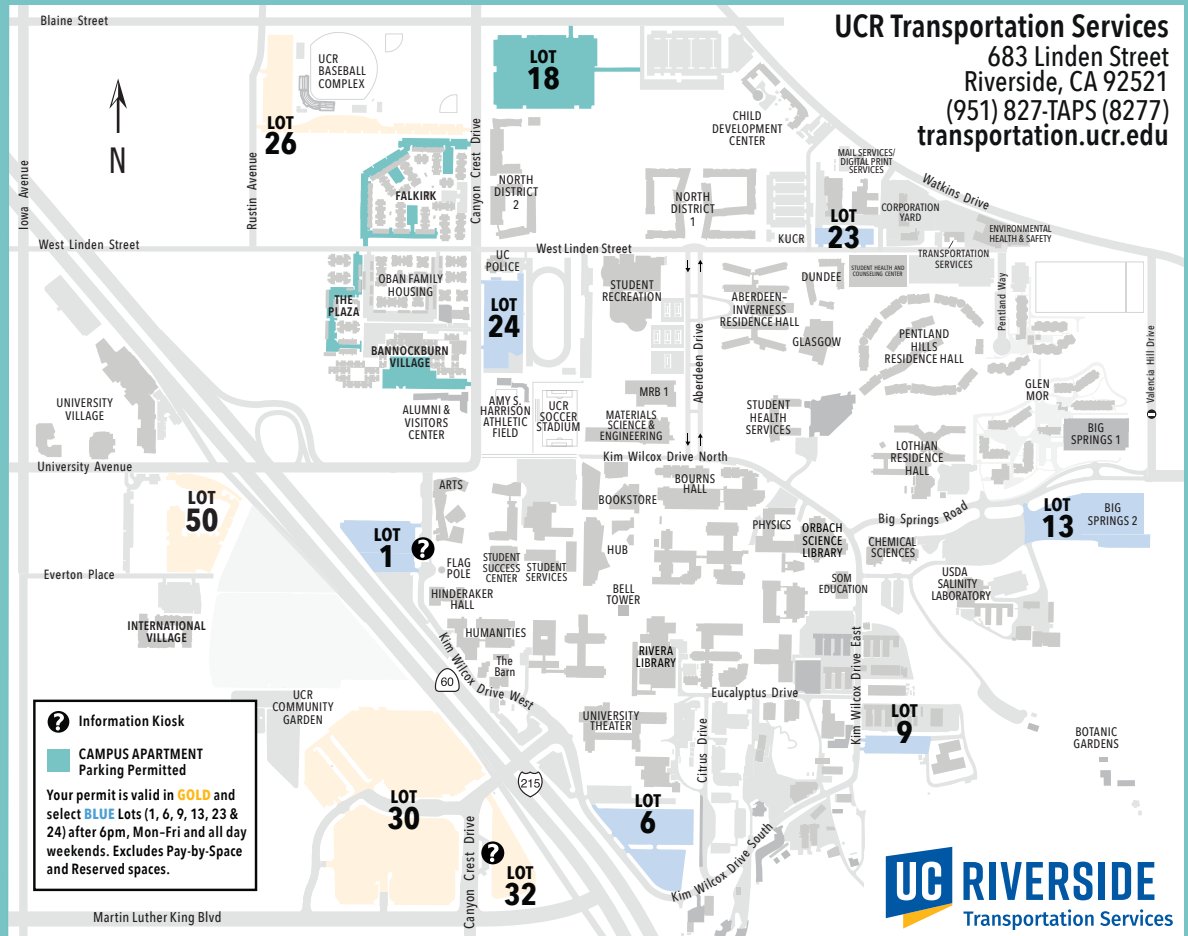 Blaine Street
UCR Transportation Services
683 Linden Street
Riverside, CA 92521
(951) 827-TAPS (8277)
transportation.ucr.edu
UCR
BASEBALL
COMPLEX
LOT
18
N
LOT
26
CHILD
DEVELOPMENT
CENTER
MAIL SERVICES/
DIGITAL PRINT
SERVICES
Watkins Drive
Iowa Avenue
Rustin Avenue
Canyon Crest Drive
FALKIRK
NORTH
DISTRICT
2
NORTH
DISTRICT
1
LOT
23
CORPORATION
YARD
KUCR
ENVIRONMENTAL
HEALTH & SAFETY
West Linden Street
West Linden Street
TRANSPORTATION
SERVICES
UC
POLICE
OBAN FAMILY
HOUSING
THE
PLAZA
LOT
24
STUDENT
RECREATION
DUNDEE
STUDENT HEALTH AND
COUNSELING CENTER
ABERDEEN–
INVERNESS
RESIDENCE HALL
GLASGOW
PENTLAND
HILLS
RESIDENCE HALL
Pentland Way
Valencia Hill Drive
Aberdeen Drive
BANNOCKBURN
VILLAGE
UNIVERSITY
VILLAGE
ALUMNI &
VISITORS
CENTER
AMY S.
HARRISON
ATHLETIC
FIELD
UCR
SOCCER
STADIUM
MRB 1
MATERIALS
SCIENCE &
ENGINEERING
STUDENT
HEALTH
SERVICES
GLEN
MOR
BIG
SPRINGS 1
LOTHIAN
RESIDENCE
HALL
University Avenue
Kim Wilcox Drive North
LOT
50
ARTS
BOOKSTORE
BOURNS
HALL
LOT
1
?
PHYSICS
ORBACH
SCIENCE
LIBRARY
Big Springs Road
LOT
13
BIG
SPRINGS 2
CHEMICAL
SCIENCES
FLAG
POLE
STUDENT
SUCCESS
CENTER
STUDENT
SERVICES
HUB
Everton Place
HINDERAKER
HALL
BELL
TOWER
SOM
EDUCATION
USDA
SALINITY
LABORATORY
INTERNATIONAL
VILLAGE
HUMANITIES
The
Barn
RIVERA
LIBRARY
Kim Wilcox Drive West
60
Kim Wilcox Drive East
Eucalyptus Drive
UCR
COMMUNITY
GARDEN
UNIVERSITY
THEATER
Citrus Drive
LOT
9
BOTANIC
GARDENS
? Information Kiosk
CAMPUS APARTMENT
Parking Permitted
Your permit is valid in GOLD and
select BLUE Lots (1, 6, 9, 13, 23 &
24) after 6pm, Mon–Fri and all day
weekends. Excludes Pay-by-Space
and Reserved spaces.
215
LOT
30
LOT
6
Canyon Crest Drive
?
LOT
32
Kim Wilcox Drive South
Martin Luther King Blvd
UC RIVERSIDE
Transportation Services